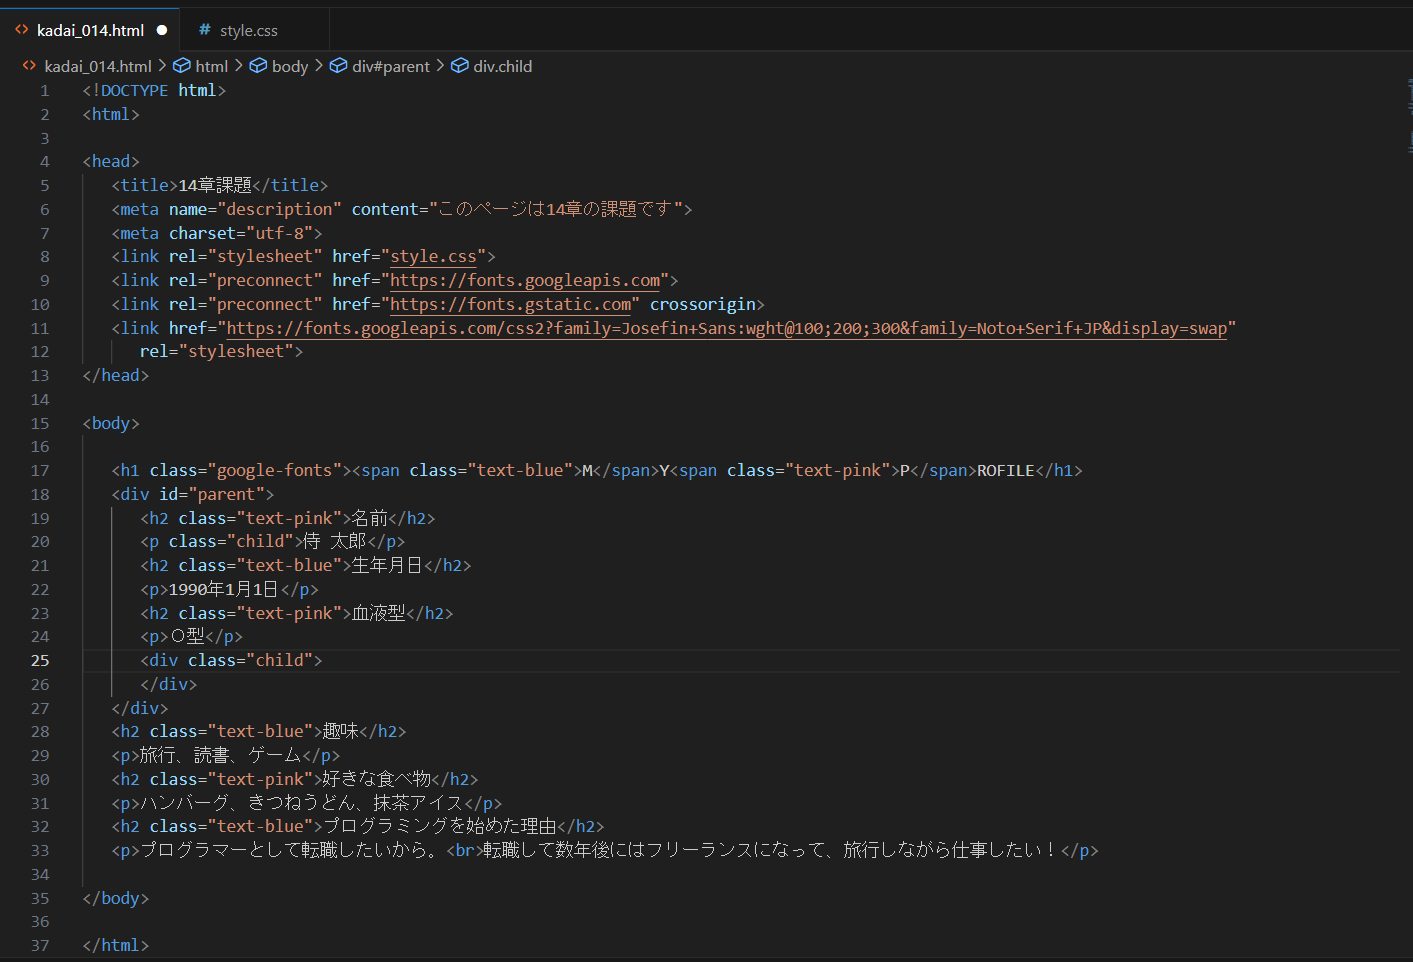 kadai_014.html
style.css
kadai_014.html > html > body > div#parent > div.child
1 <!DOCTYPE html>
2 <html>
3
4 <head>
5 <title>14章課題</title>
6 <meta name="description" content="このページは14章の課題です">
7 <meta charset="utf-8">
8 <link rel="stylesheet" href="style.css">
9 <link rel="preconnect" href="https://fonts.googleapis.com">
10 <link rel="preconnect" href="https://fonts.gstatic.com" crossorigin>
11 <link href="https://fonts.googleapis.com/css2?family=Josefin+Sans:wght@100;200;300&family=Noto+Serif+JP&display=swap"
12 rel="stylesheet">
13 </head>
14
15 <body>
16
17 <h1 class="google-fonts"><span class="text-blue">M</span>Y<span class="text-pink">P</span>ROFILE</h1>
18 <div id="parent">
19 <h2 class="text-pink">名前</h2>
20 <p class="child">侍 太郎</p>
21 <h2 class="text-blue">生年月日</h2>
22 <p>1990年1月1日</p>
23 <h2 class="text-pink">血液型</h2>
24 <p>〇型</p>
25 <div class="child">
26 </div>
27 </div>
28 <h2 class="text-blue">趣味</h2>
29 <p>旅行、読書、ゲーム</p>
30 <h2 class="text-pink">好きな食べ物</h2>
31 <p>ハンバーグ、きつねうどん、抹茶アイス</p>
32 <h2 class="text-blue">プログラミングを始めた理由</h2>
33 <p>プログラマーとして転職したいから。<br>転職して数年後にはフリーランスになって、旅行しながら仕事したい！</p>
34
35 </body>
36
37 </html>